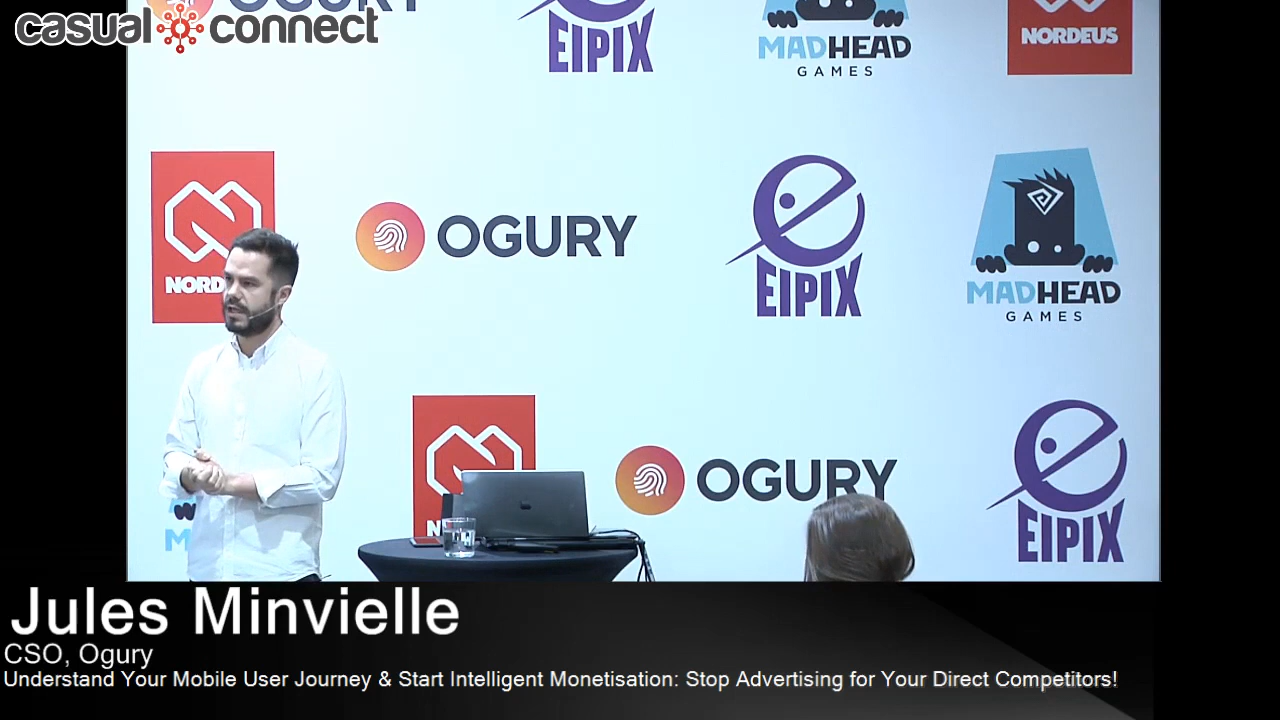 OGURY
casual connect
EIPIX
MADHEAD
GAMES
NORDEUS
NORD
OGURY
EIPIX
MADHEAD
GAMES
OGURY
EIPIX
Jules Minvielle
CSO, Ogury
Understand Your Mobile User Journey & Start Intelligent Monetisation: Stop Advertising for Your Direct Competitors!